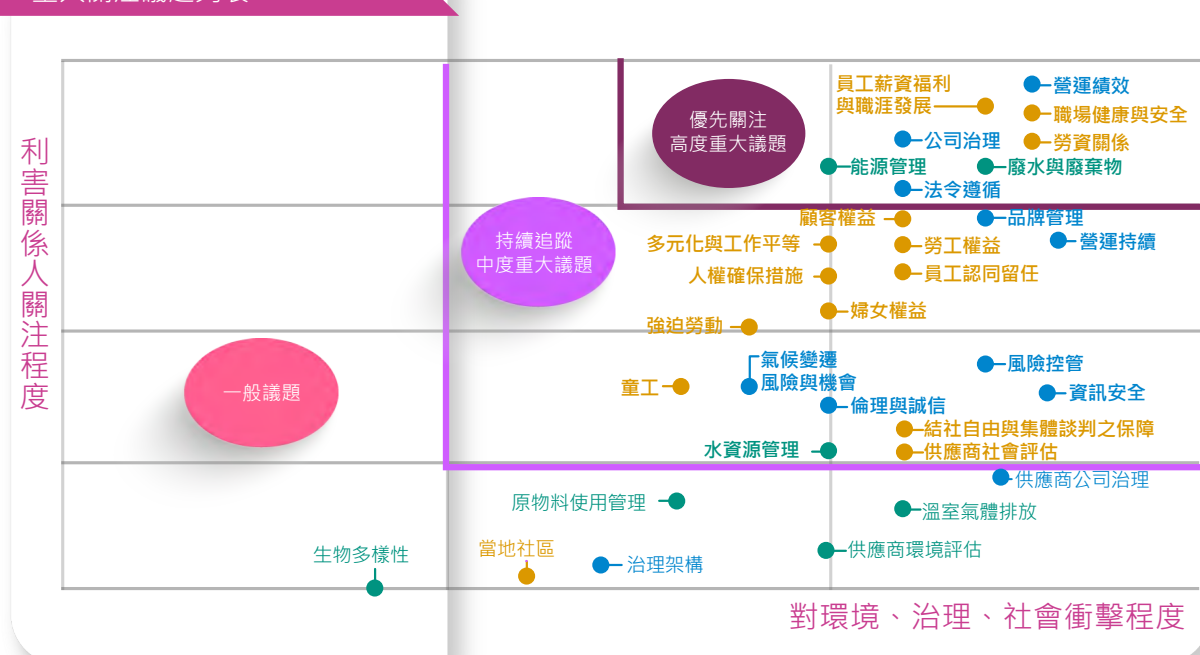 利害關係人關注程度
優先關注
高度重大議題
員工薪資福利
與職涯發展
營運績效
職場健康與安全
公司治理
勞資關係
能源管理
廢水與廢棄物
法令遵循
持續追蹤
中度重大議題
顧客權益
品牌管理
多元化與工作平等
勞工權益
營運持續
人權確保措施
員工認同留任
婦女權益
強迫勞動
一般議題
氣候變遷
風險與機會
風險控管
童工
資訊安全
倫理與誠信
結社自由與集體談判之保障
水資源管理
供應商社會評估
供應商公司治理
原物料使用管理
溫室氣體排放
生物多樣性
當地社區
治理架構
供應商環境評估
對環境、治理、社會衝擊程度